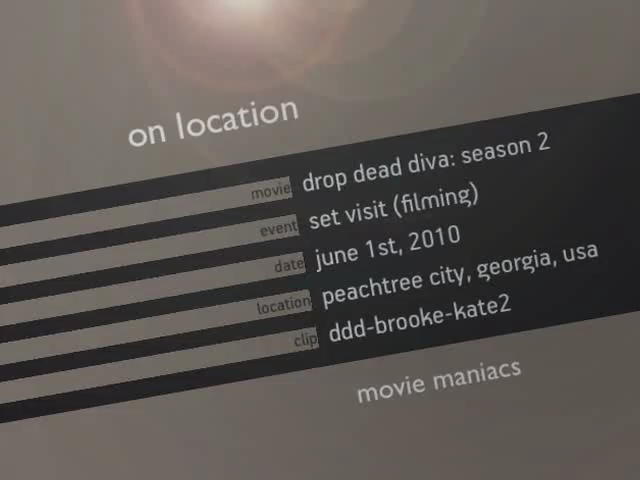 on location
movie drop dead diva: season 2
event set visit (filming)
date june 1st, 2010
location peachtree city, georgia, usa
clip ddd-brooke-kate2
movie maniacs